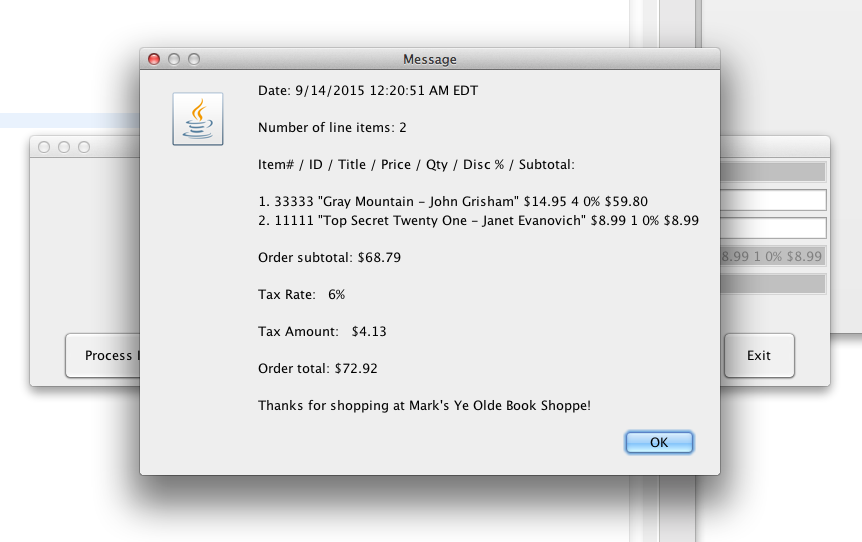 Message
Date: 9/14/2015 12:20:51 AM EDT
Number of line items: 2
Item# / ID / Title / Price / Qty / Disc % / Subtotal:
1. 33333 "Gray Mountain - John Grisham" $14.95 4 0% $59.80
2. 11111 "Top Secret Twenty One - Janet Evanovich" $8.99 1 0% $8.99
8.99 1 0% $8.99
Order subtotal: $68.79
Tax Rate:   6%
Tax Amount:   $4.13
Order total: $72.92
Process
Exit
Thanks for shopping at Mark's Ye Olde Book Shoppe!
OK